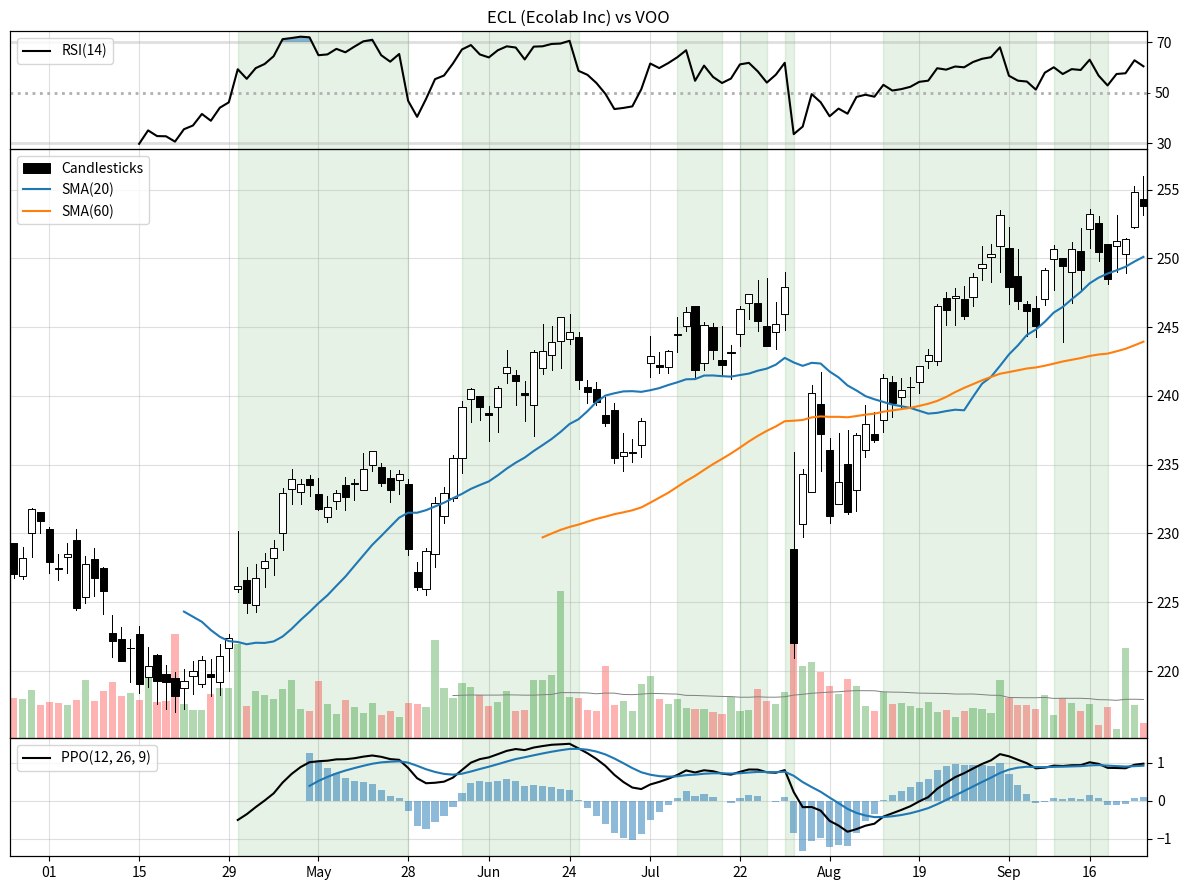 ECL (Ecolab Inc) vs VOO
RSI(14)
70
50
30
Candlesticks
SMA(20)
SMA(60)
255
250
245
240
235
230
225
220
PPO(12, 26, 9)
1
0
−1
01 15 29 May 28 Jun 24 Jul 22 Aug 19 Sep 16